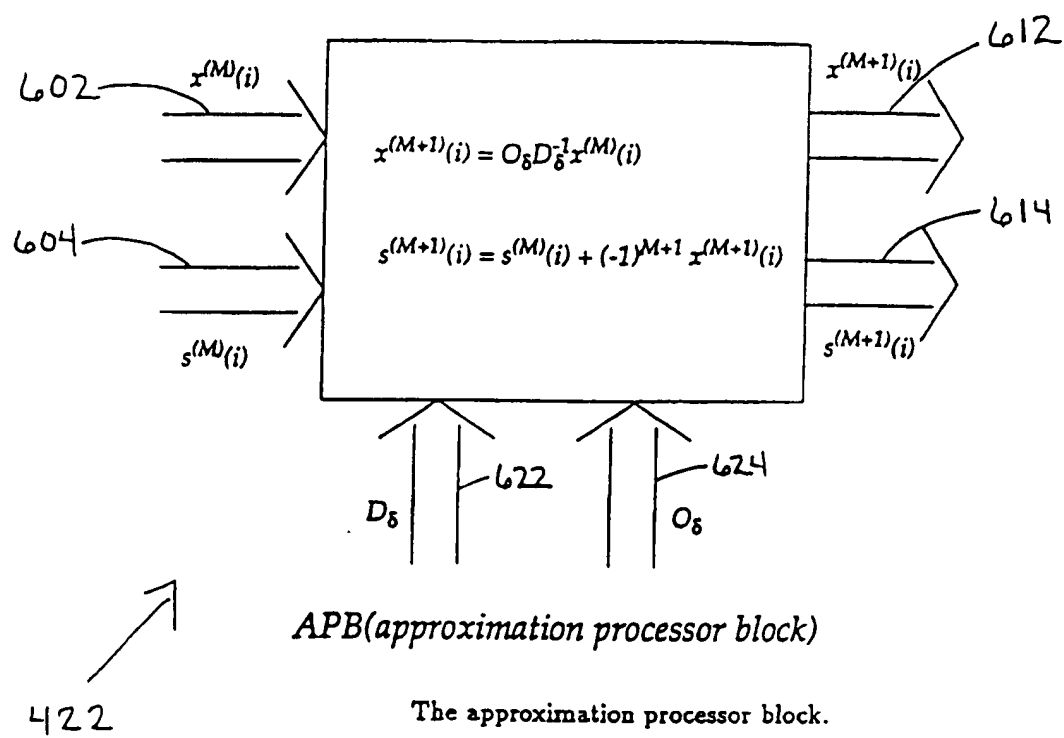 612
602
x^(M)(i)
x^(M+1)(i)
x^(M+1)(i) = O_δ D_δ^-1 x^(M)(i)
604
614
s^(M+1)(i) = s^(M)(i) + (-1)^M+1 x^(M+1)(i)
s^(M)(i)
s^(M+1)(i)
622
624
D_δ
O_δ
APB(approximation processor block)
422
The approximation processor block.